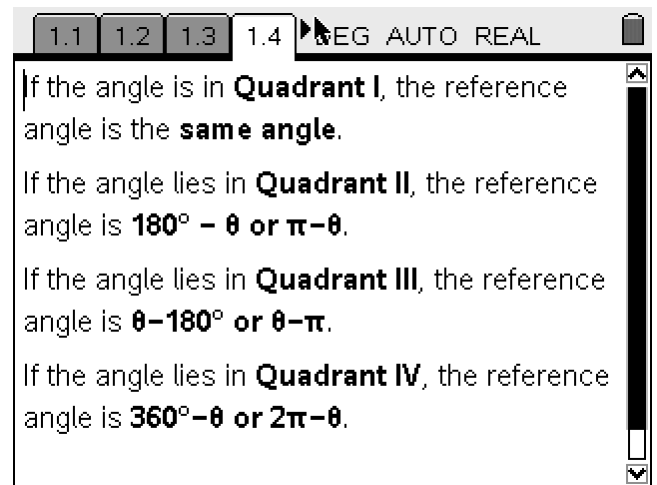 1.1 1.2 1.3 1.4 EG AUTO REAL
If the angle is in Quadrant I, the reference
angle is the same angle.
If the angle lies in Quadrant II, the reference
angle is 180° − θ or π−θ.
If the angle lies in Quadrant III, the reference
angle is θ−180° or θ−π.
If the angle lies in Quadrant IV, the reference
angle is 360°−θ or 2π−θ.